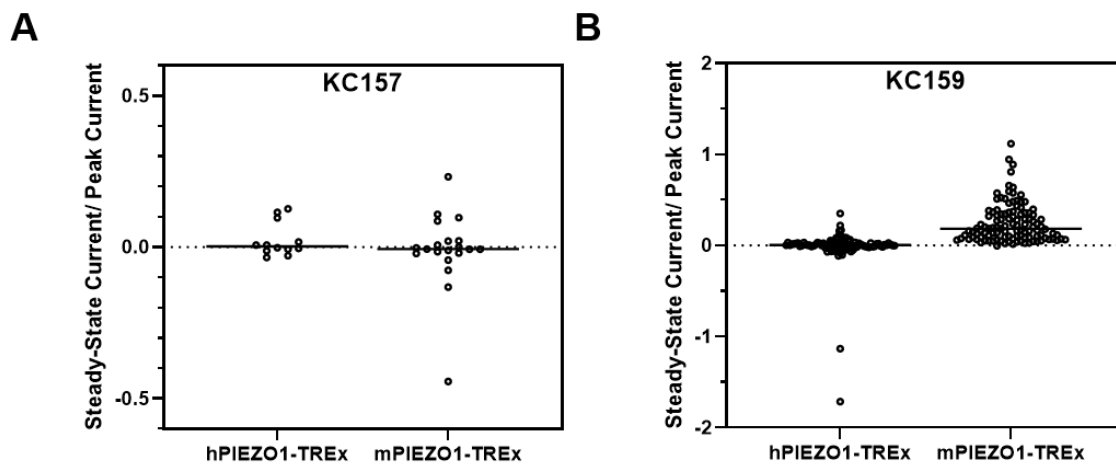 A
B
Steady-State Current/ Peak Current
KC157
0.5
0.0
-0.5
hPIEZO1-TREx
mPIEZO1-TREx
Steady-State Current/ Peak Current
KC159
2
1
0
-1
-2
hPIEZO1-TREx
mPIEZO1-TREx